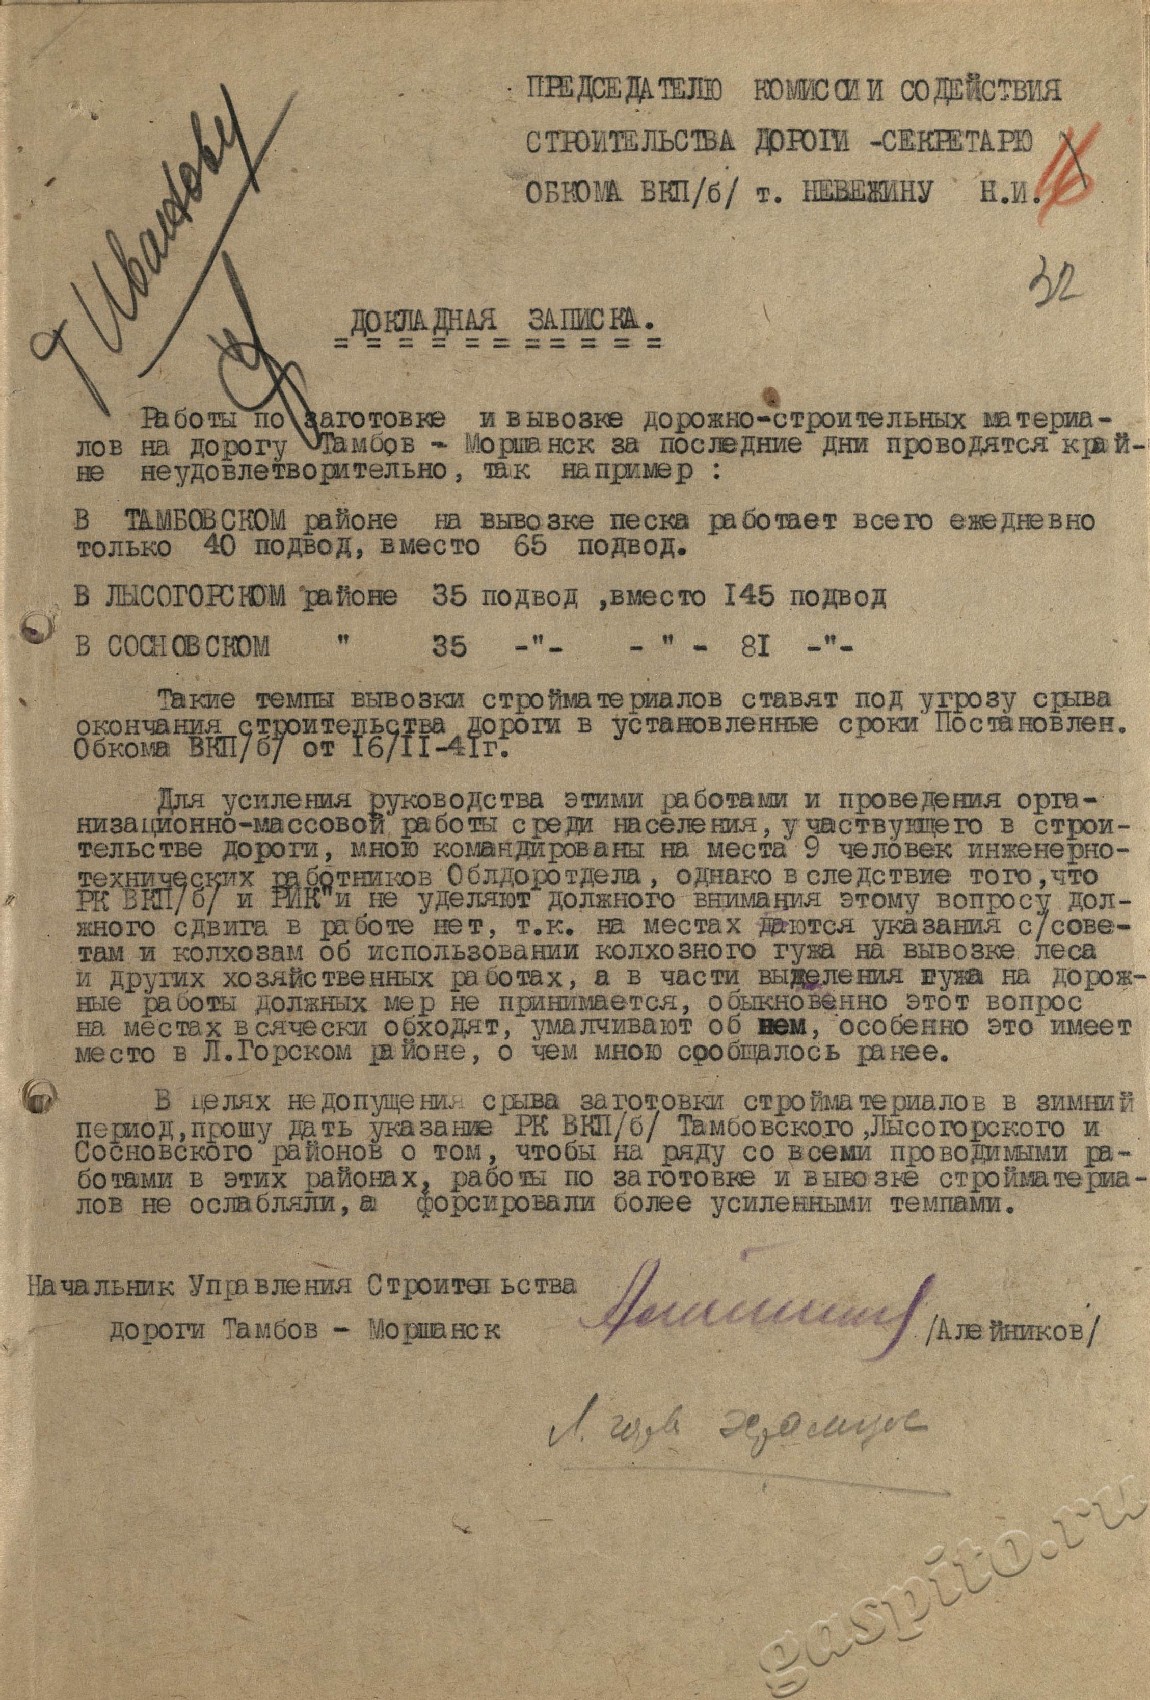 ПРЕДСЕДАТЕЛЮ КОМИССИИ СОДЕЙСТВИЯ
СТРОИТЕЛЬСТВА ДОРОГИ -СЕКРЕТАРЮ
ОБКОМА ВКП/б/ т. НЕВЕЖИНУ Н.И.
16
32
т Иванову
ДОКЛАДНАЯ ЗАПИСКА.
= = = = = = = = = = =
Работы по заготовке и вывозке дорожно-строительных материа-
лов на дорогу Тамбов - Моршанск за последние дни проводятся край-
не неудовлетворительно, так например :
В ТАМБОВСКОМ районе на вывозке песка работает всего ежедневно
только 40 подвод, вместо 65 подвод.
В ЛЫСОГОРСКОМ районе 35 подвод ,вместо I45 подвод
В СОСНОВСКОМ " 35 -"- - " - 8I -"-
Такие темпы вывозки стройматериалов ставят под угрозу срыва
окончания строительства дороги в установленные сроки Постановлен.
Обкома ВКП/б/ от I6/II-4Iг.
Для усиления руководства этими работами и проведения орга-
низационно-массовой работы среди населения, участвующего в строи-
тельстве дороги, мною командированы на места 9 человек инженерно-
технических работников Облдоротдела, однако вследствие того,что
РК ВКП/б/ и РИК"и не уделяют должного внимания этому вопросу дол-
жного сдвига в работе нет, т.к. на местах даются указания с/сове-
там и колхозам об использовании колхозного гужа на вывозке леса
и других хозяйственных работах, а в части выделения гужа на дорож-
ные работы должных мер не принимается, обыкновенно этот вопрос
на местах всячески обходят, умалчивают об нем, особенно это имеет
место в Л.Горском районе, о чем мною сообщалось ранее.
В целях недопущения срыва заготовки стройматериалов в зимний
период,прошу дать указание РК ВКП/б/ Тамбовского,Лысогорского и
Сосновского районов о том, чтобы на ряду со всеми проводимыми ра-
ботами в этих районах, работы по заготовке и вывозке стройматериа-
лов не ослабляли, а форсировали более усиленными темпами.
Начальник Управления Строительства
дороги Тамбов - Моршанск /Алейников/
gaspito.ru